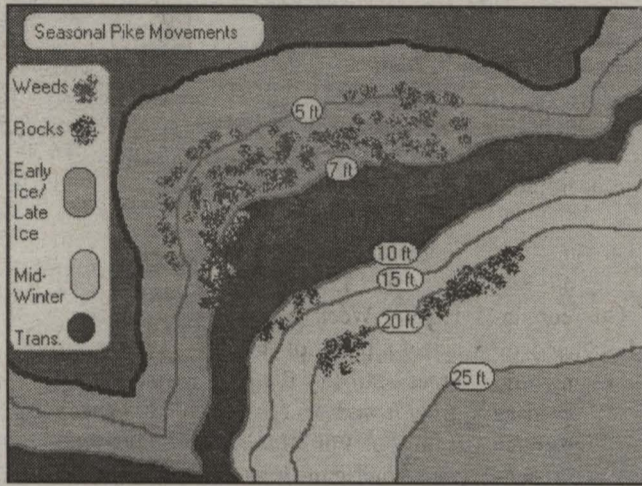 Seasonal Pike Movements
Weeds
Rocks
Early
Ice/
Late
Ice
Mid-
Winter
Trans.
5 ft.
7 ft.
10 ft.
15 ft.
20 ft.
25 ft.